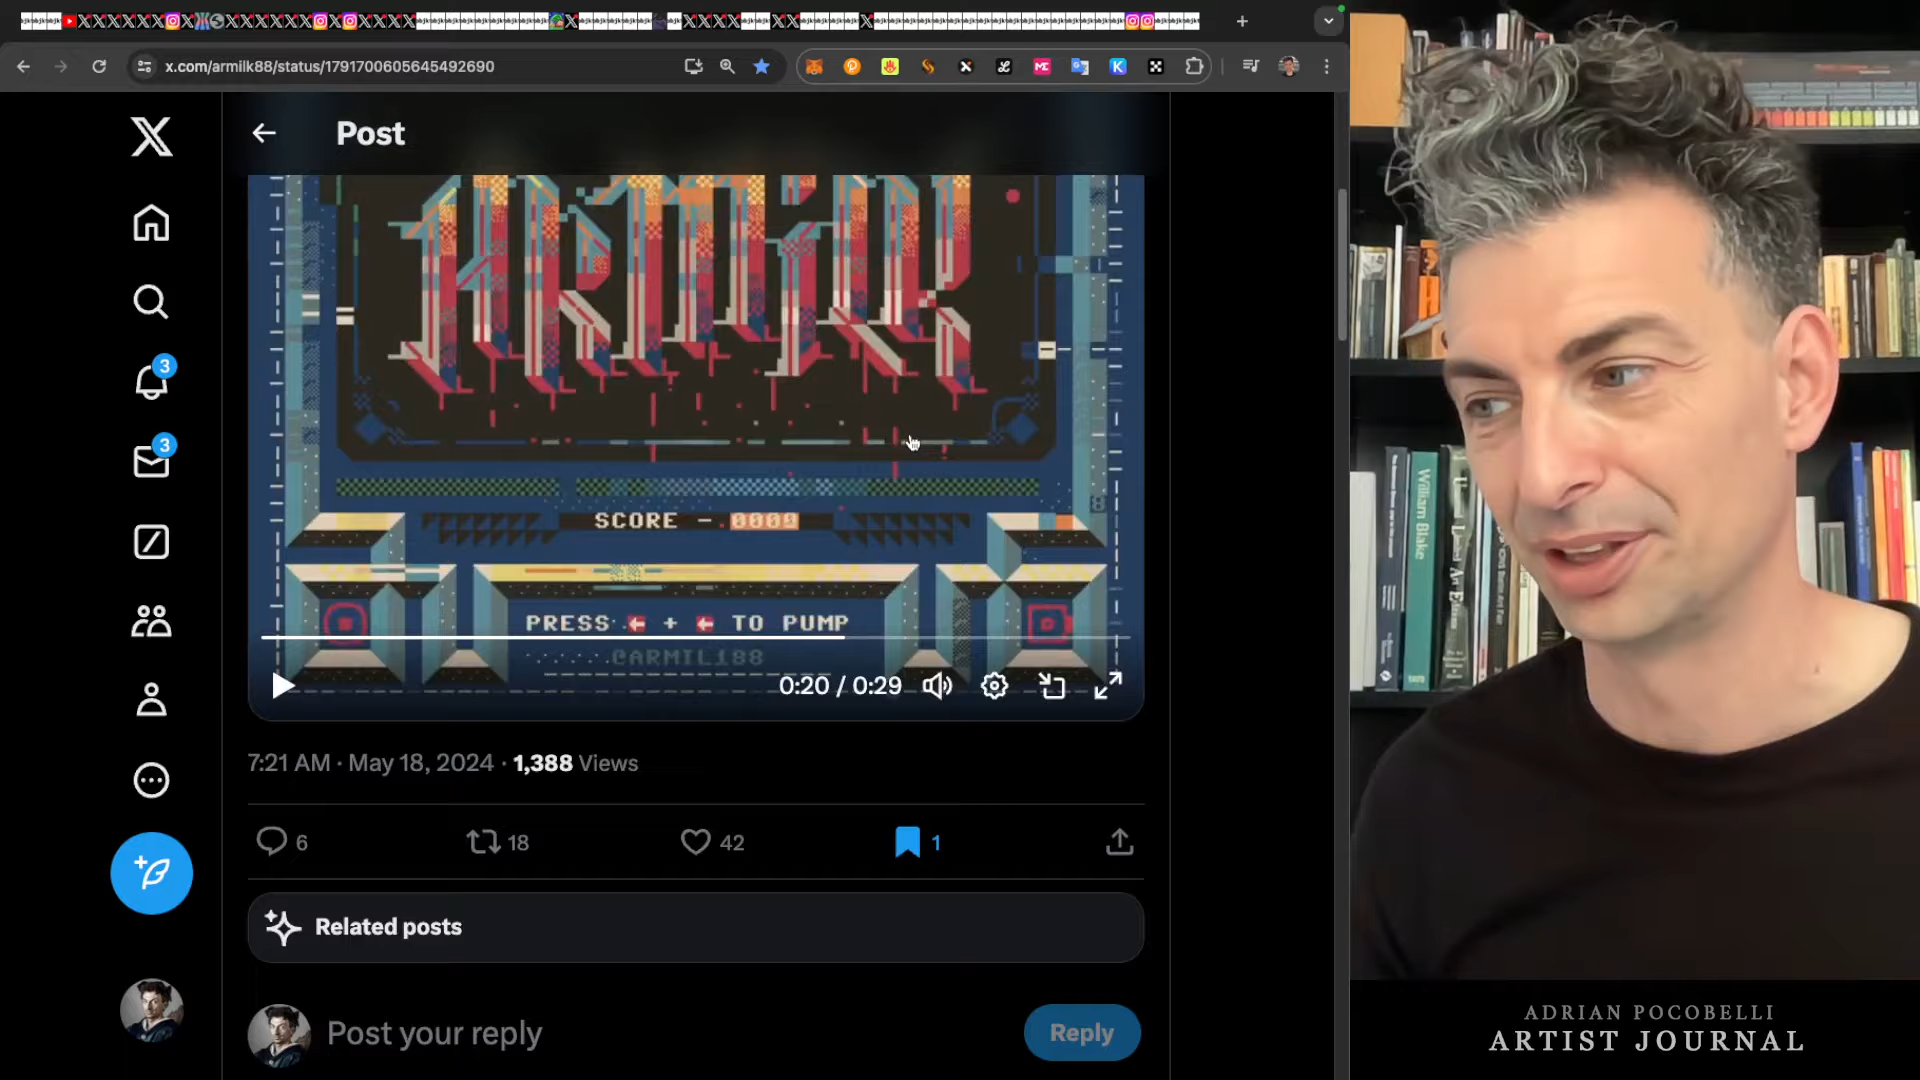 x.com/armilk88/status/1791700605645492690
Post
3
3
SCORE - 0000
PRESS + TO PUMP
@ARMIL188
0:20 / 0:29
7:21 AM · May 18, 2024 · 1,388 Views
6
18
42
1
Related posts
Post your reply
Reply
William Blake
ADRIAN POCOBELLI
ARTIST JOURNAL